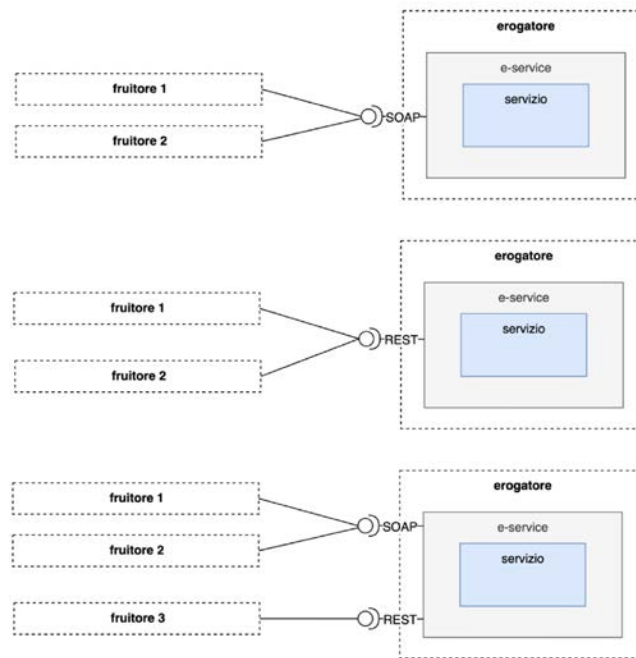 erogatore
e-service
servizio
fruitore 1
fruitore 2
SOAP
erogatore
e-service
servizio
fruitore 1
fruitore 2
REST
erogatore
e-service
servizio
fruitore 1
fruitore 2
SOAP
fruitore 3
REST